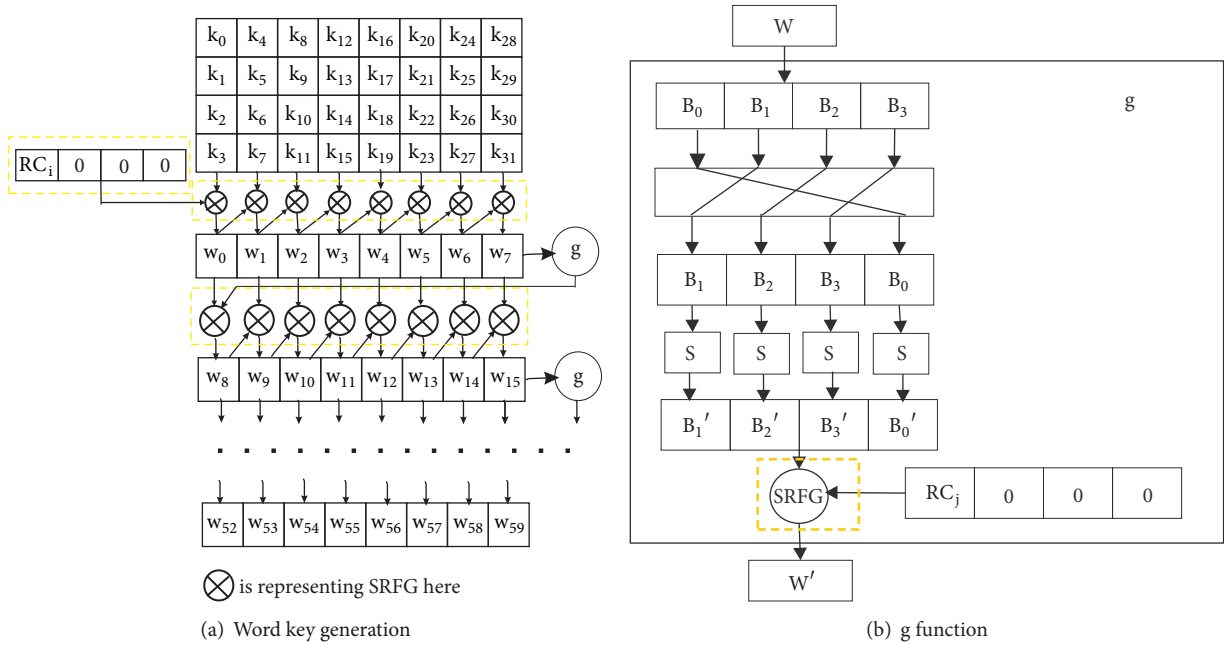 k₀ k₄ k₈ k₁₂ k₁₆ k₂₀ k₂₄ k₂₈
k₁ k₅ k₉ k₁₃ k₁₇ k₂₁ k₂₅ k₂₉
k₂ k₆ k₁₀ k₁₄ k₁₈ k₂₂ k₂₆ k₃₀
k₃ k₇ k₁₁ k₁₅ k₁₉ k₂₃ k₂₇ k₃₁
RCᵢ 0 0 0
w₀ w₁ w₂ w₃ w₄ w₅ w₆ w₇ g
w₈ w₉ w₁₀ w₁₁ w₁₂ w₁₃ w₁₄ w₁₅ g
w₅₂ w₅₃ w₅₄ w₅₅ w₅₆ w₅₇ w₅₈ w₅₉
is representing SRFG here
(a) Word key generation
W
g
B₀ B₁ B₂ B₃
B₁ B₂ B₃ B₀
S S S S
B₁′ B₂′ B₃′ B₀′
SRFG RCⱼ 0 0 0
W′
(b) g function